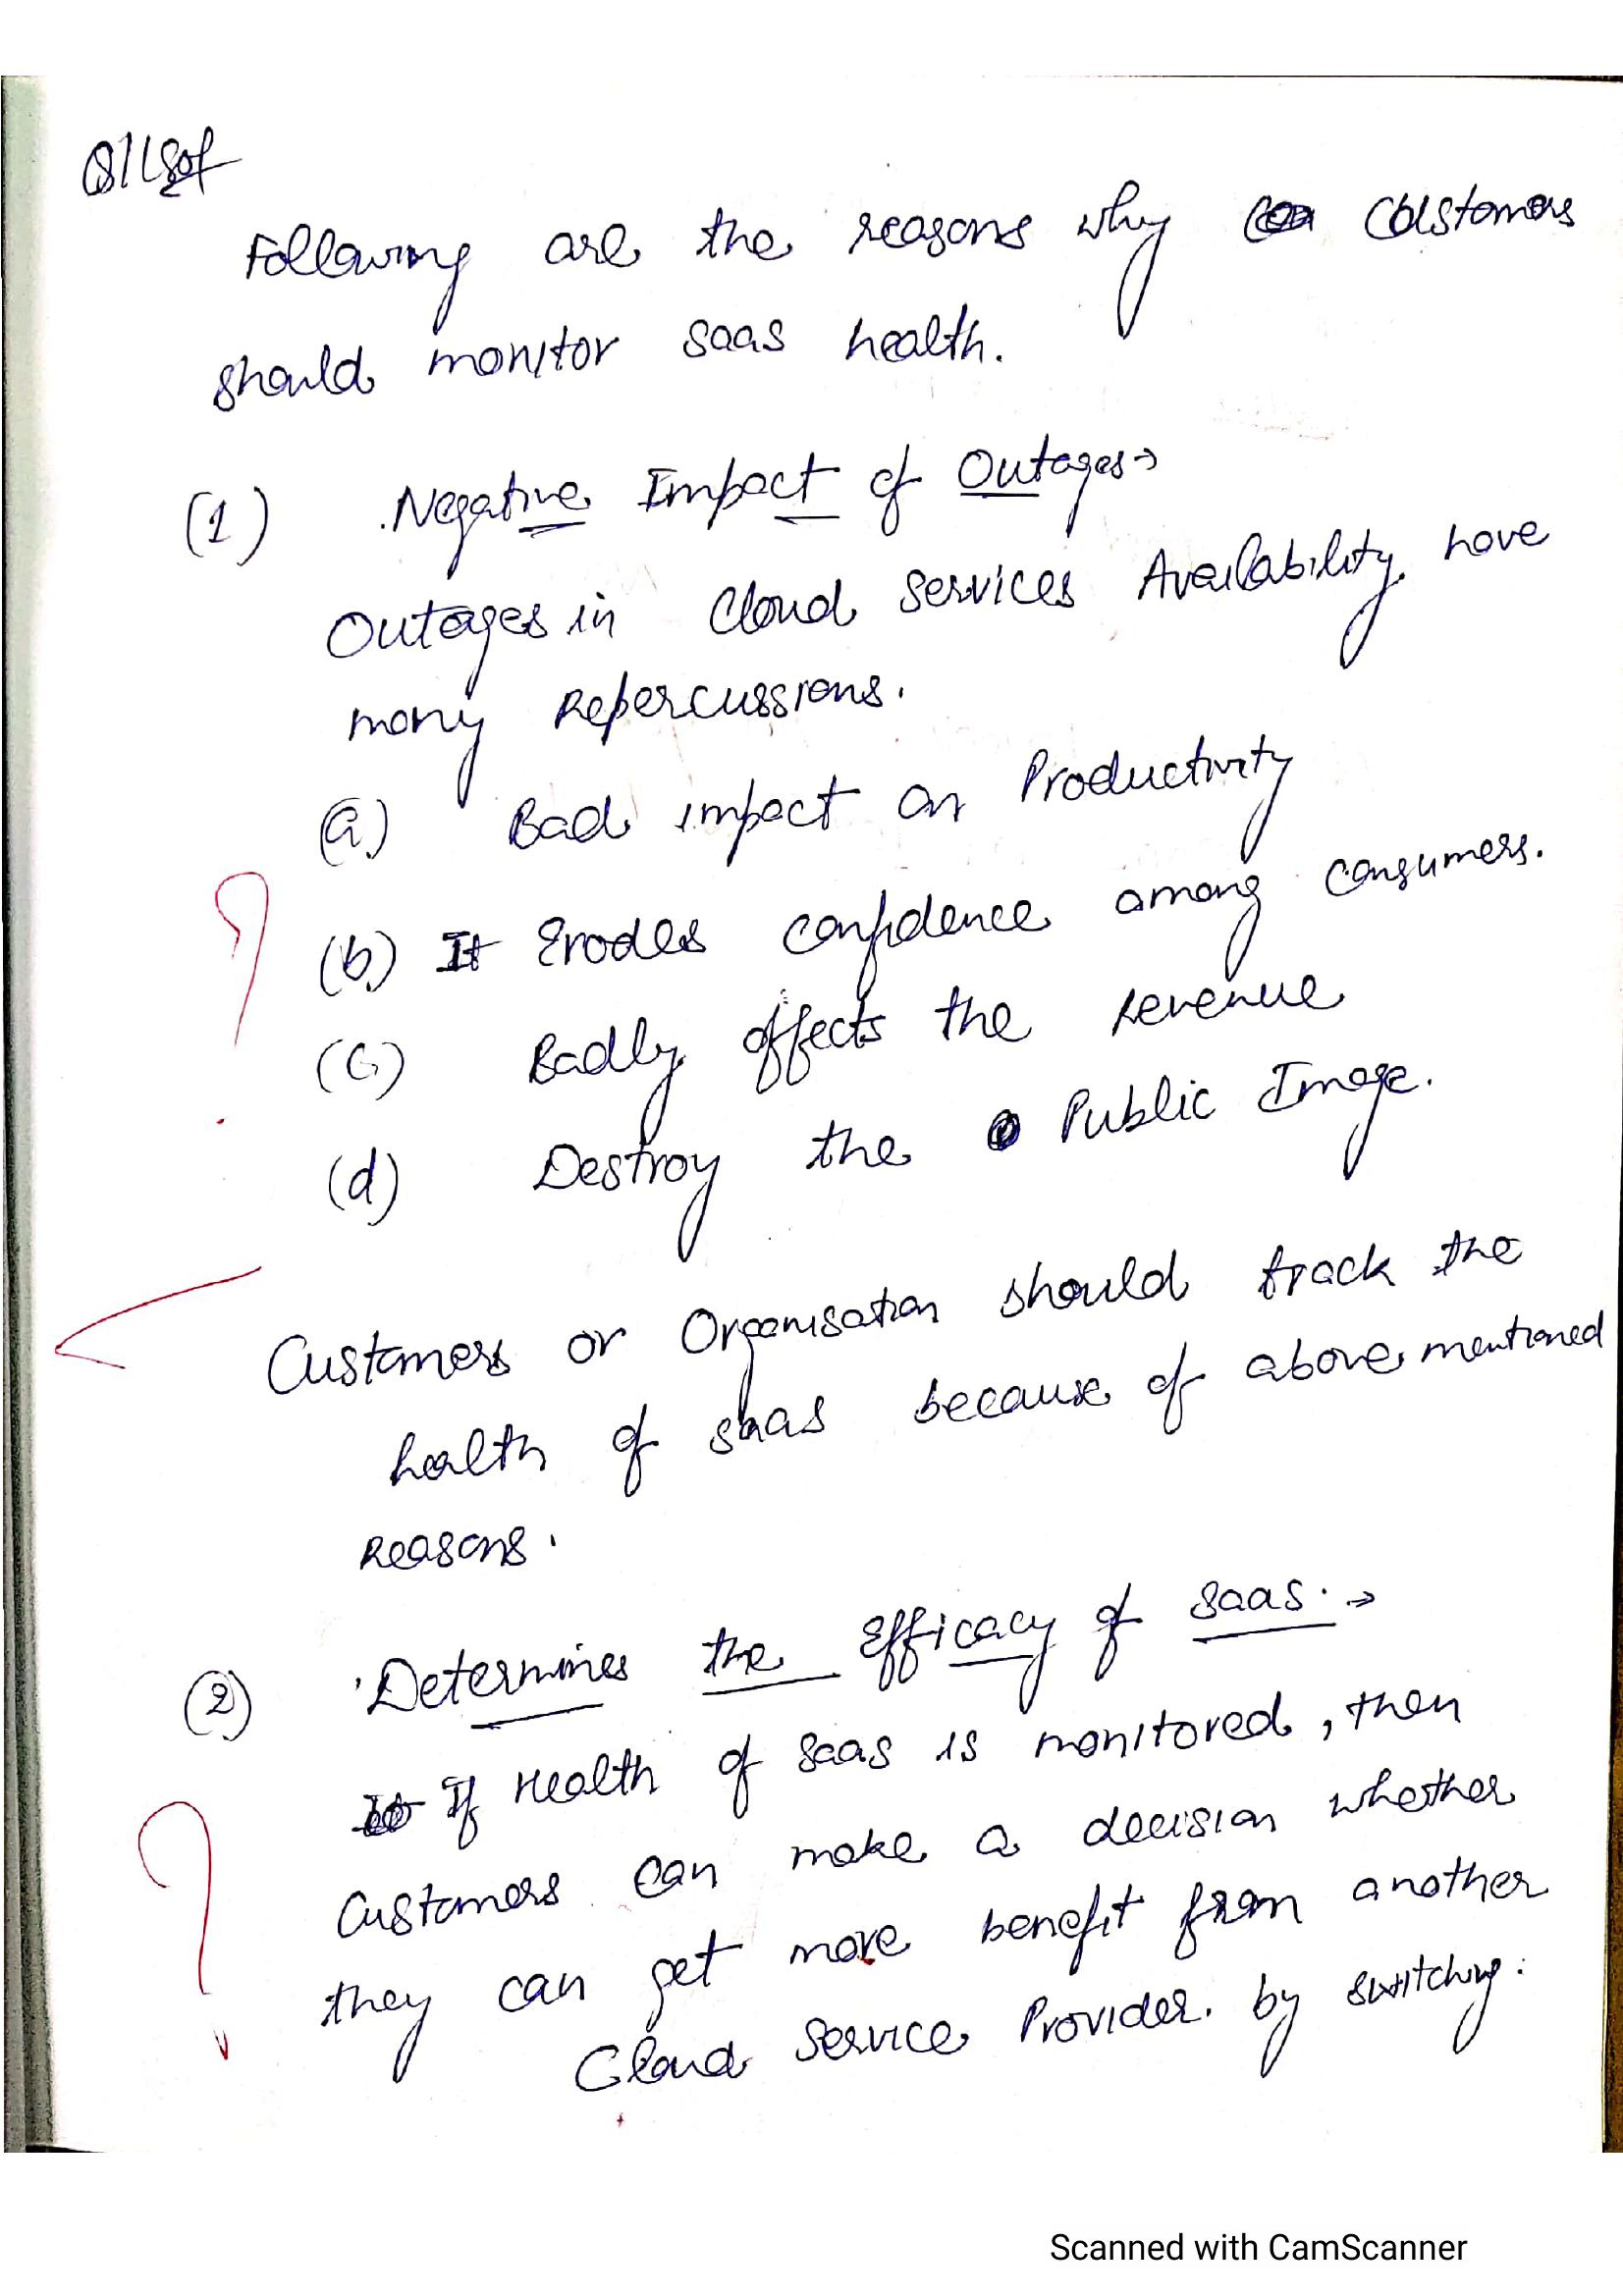 Q1 Sol
Following are the reasons why Customers
should monitor saas health.
(1) Negative Impact of Outages →
Outages in Cloud Services Availability have
many Repercussions.
(a) Bad impact on Productivity
(b) It Erodes confidence among consumers.
(c) Badly affects the revenue
(d) Destroy the Public Image.
Customers or Organisation should track the
health of saas because of above mentioned
Reasons.
(2) Determines the Efficacy of saas. →
If Health of saas is monitored, then
Customers can make a decision whether
they can get more benefit from another
Cloud Service Provider. by switching.
Scanned with CamScanner